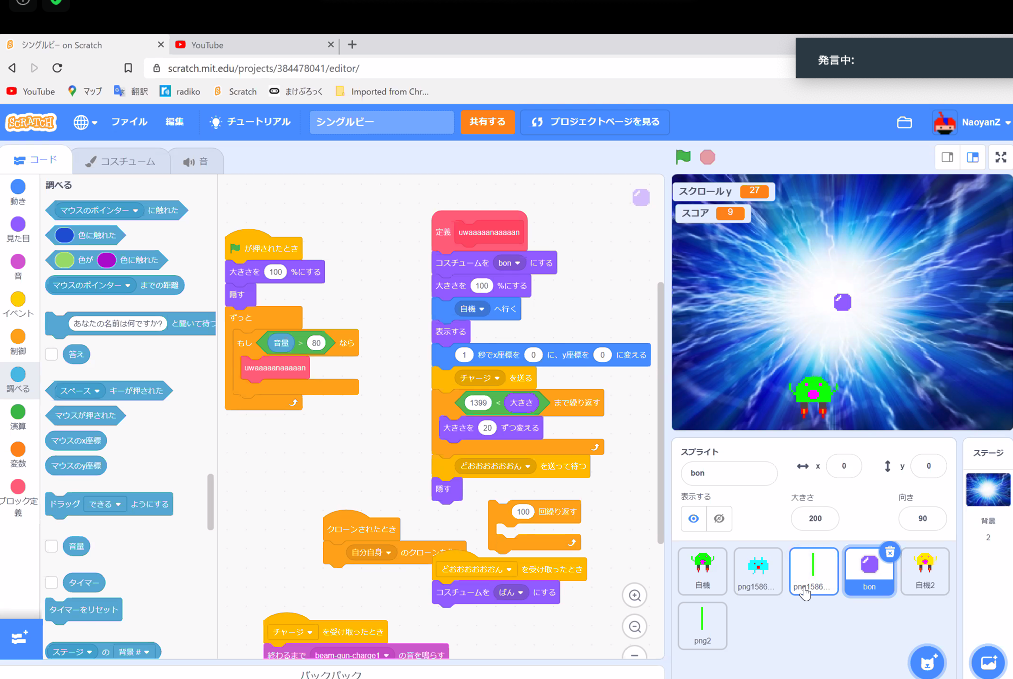 シングルビー on Scratch
YouTube
scratch.mit.edu/projects/384478041/editor/
発言中:
YouTube
マップ
翻訳
radiko
Scratch
まけぶろっく
Imported from Chr...
SCRATCH
ファイル
編集
チュートリアル
シングルビー
共有する
プロジェクトページを見る
NaoyanZ
コード
コスチューム
音
動き
見た目
音
イベント
制御
調べる
演算
変数
ブロック定義
調べる
マウスのポインター に触れた
色に触れた
色が 色に触れた
マウスのポインター までの距離
あなたの名前は何ですか? と聞いて待つ
答え
スペース キーが押された
マウスが押された
マウスのx座標
マウスのy座標
ドラッグ できる ようにする
音量
タイマー
タイマーをリセット
ステージ の 背景 #
が押されたとき
大きさを 100 %にする
隠す
ずっと
もし 音量 > 80 なら
uwaaaaanaaaaan
定義 uwaaaaanaaaaan
コスチュームを bon にする
大きさを 100 %にする
自機 へ行く
表示する
1 秒でx座標を 0 に、y座標を 0 に変える
チャージ を送る
1399 < 大きさ まで繰り返す
大きさを 20 ずつ変える
どおおおおおおん を送って待つ
隠す
100 回繰り返す
クローンされたとき
自分自身 のクローンを
どおおおおおおん を受け取ったとき
コスチュームを ばん にする
チャージ を受け取ったとき
終わるまで beam-gun-charge1 の音を鳴らす
バックパック
スクロールy 27
スコア 9
スプライト
bon
x 0
y 0
表示する
大きさ
向き
200
90
自機
png1586...
png1586...
bon
自機2
png2
ステージ
背景
2